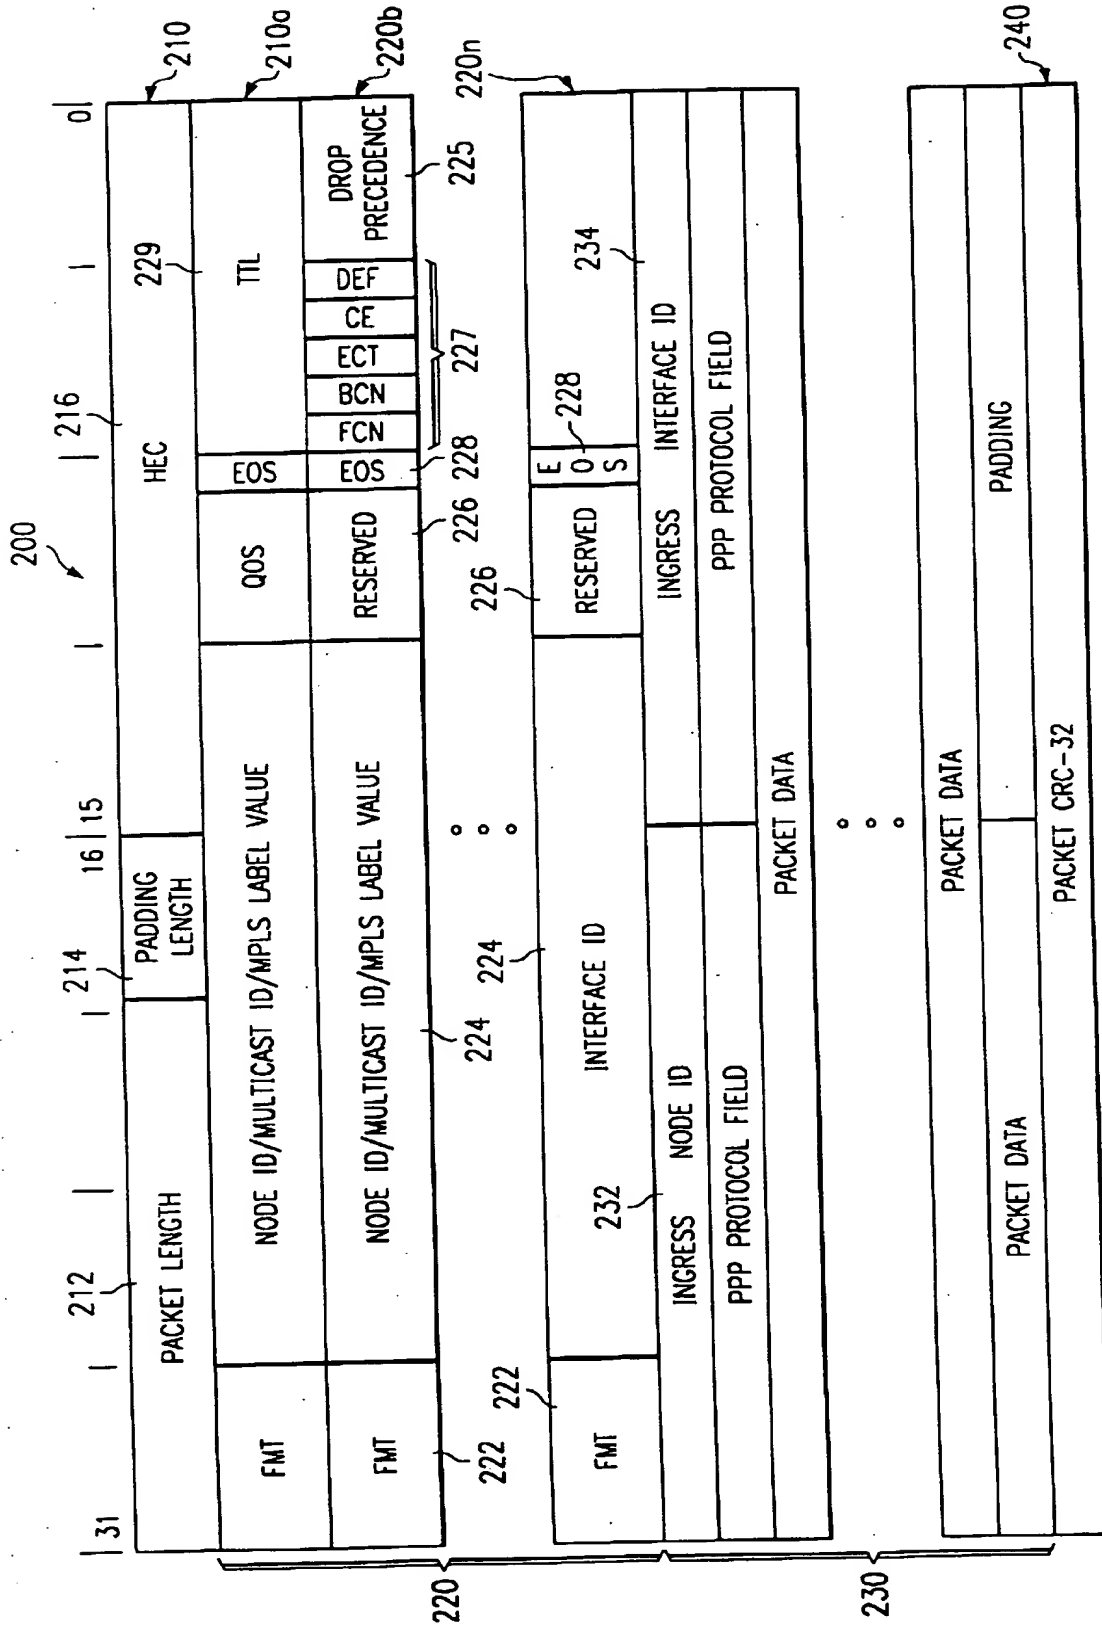 200
31
16
15
0
212
214
216
210
PACKET LENGTH
PADDING
LENGTH
HEC
229
FMT
NODE ID/MULTICAST ID/MPLS LABEL VALUE
QOS
EOS
TTL
210a
FMT
NODE ID/MULTICAST ID/MPLS LABEL VALUE
RESERVED
EOS
FCN
BCN
ECT
CE
DEF
DROP
PRECEDENCE
220b
222
224
226
228
227
225
220
222
224
226
228
220n
FMT
INTERFACE ID
RESERVED
E
O
S
232
234
INGRESS NODE ID
INGRESS INTERFACE ID
PPP PROTOCOL FIELD
PPP PROTOCOL FIELD
PACKET DATA
230
PACKET DATA
PACKET DATA
PADDING
PACKET CRC-32
240